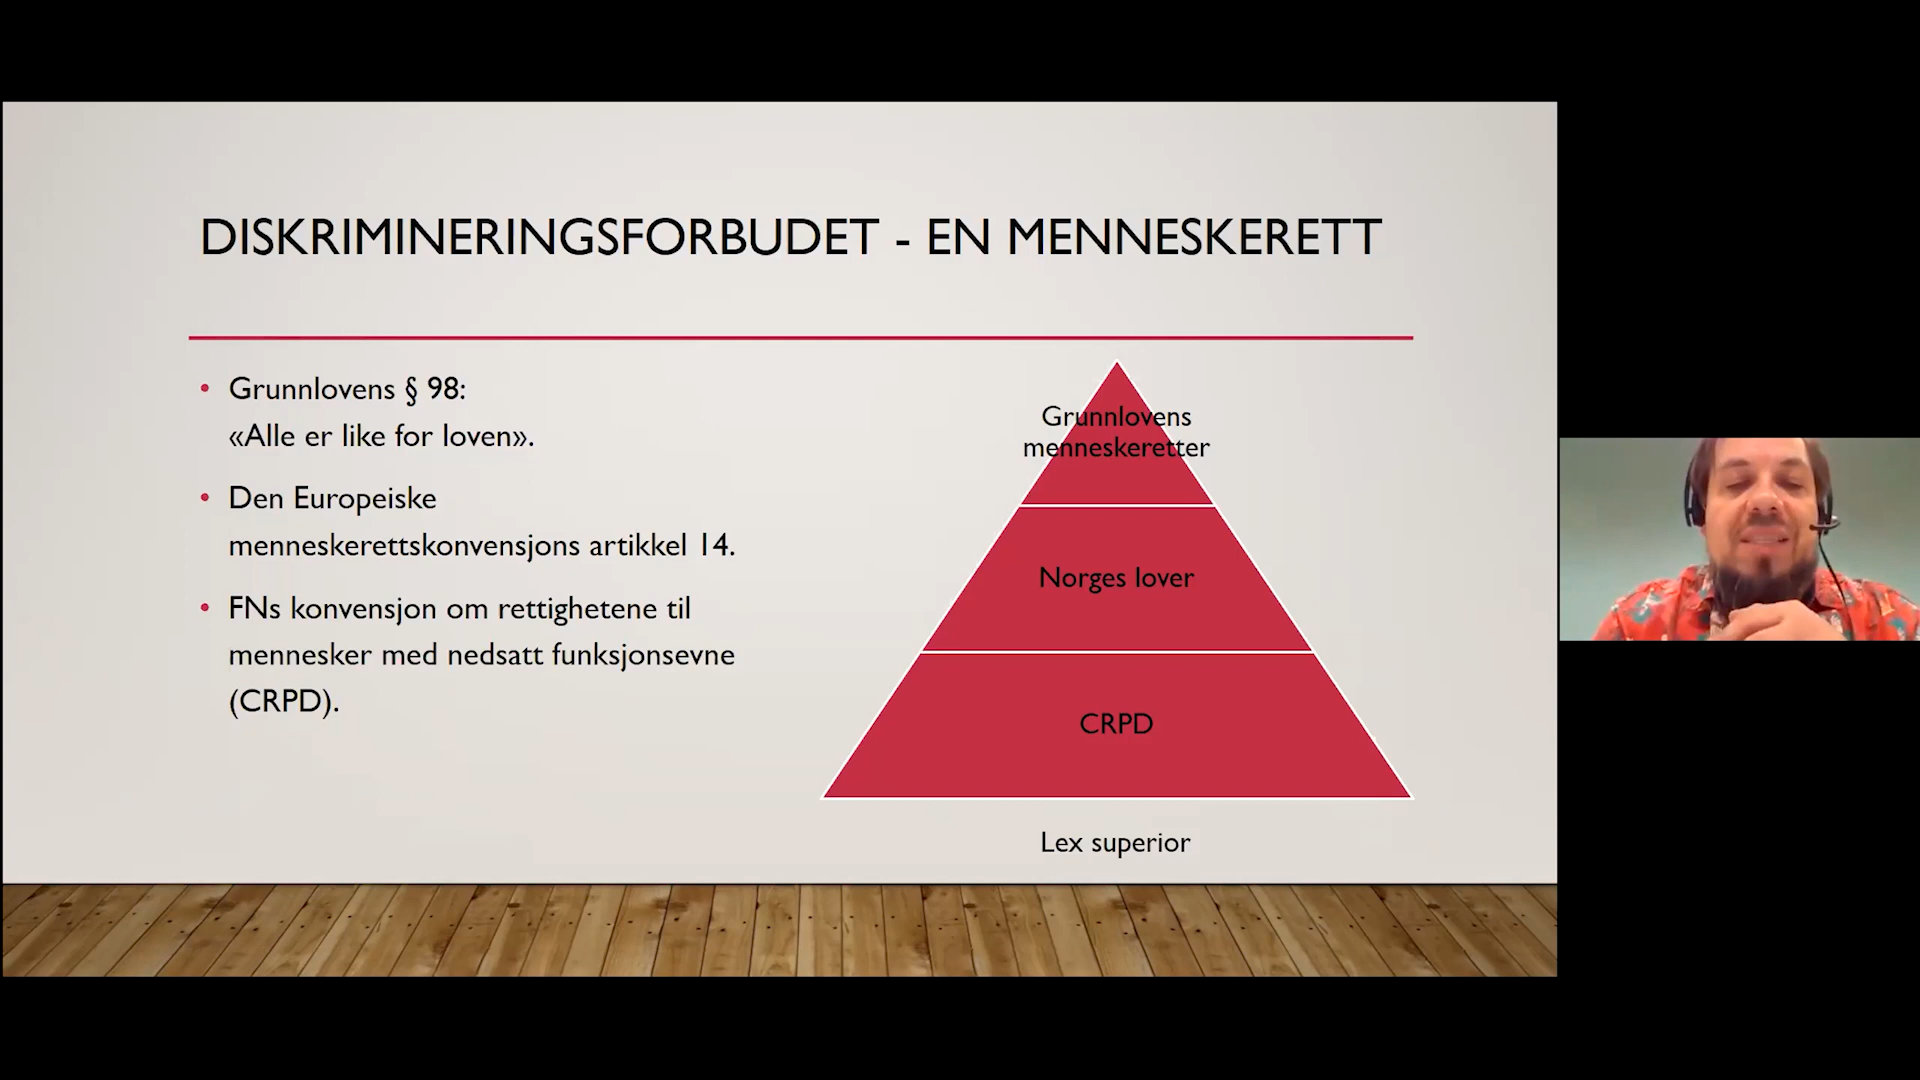 DISKRIMINERINGSFORBUDET - EN MENNESKERETT
• Grunnlovens § 98:
«Alle er like for loven».
• Den Europeiske
menneskerettskonvensjons artikkel 14.
• FNs konvensjon om rettighetene til
mennesker med nedsatt funksjonsevne
(CRPD).
Grunnlovens
menneskeretter
Norges lover
CRPD
Lex superior